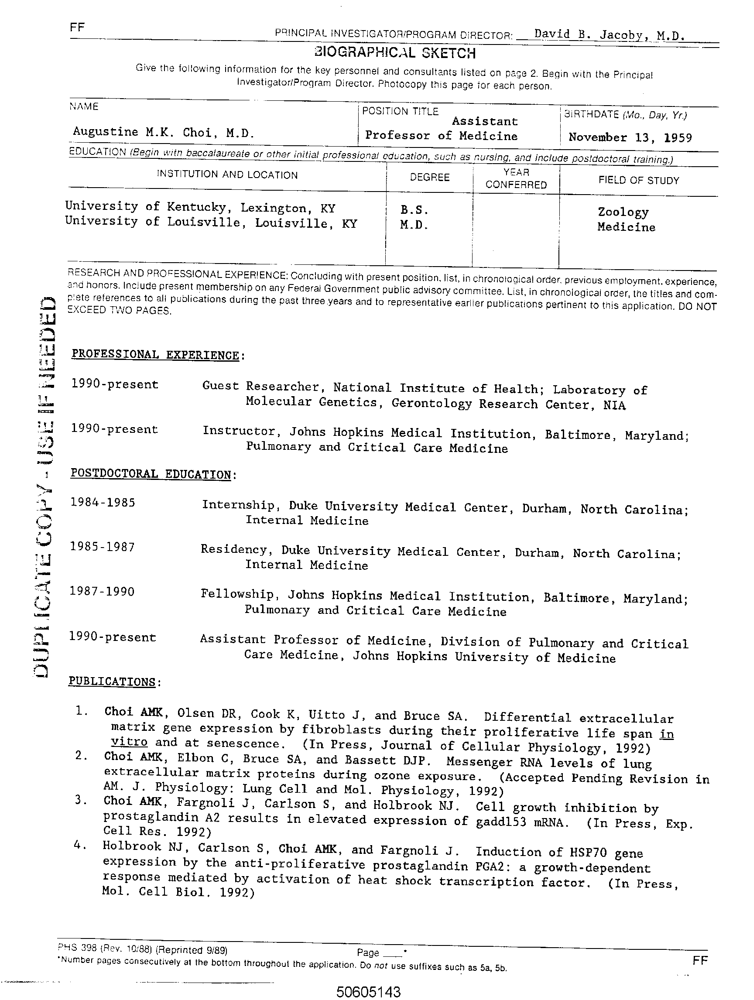 FF
PRINCIPAL INVESTIGATOR/PROGRAM DIRECTOR: David B. Jacoby, M.D.
BIOGRAPHICAL SKETCH
Give the following information for the key personnel and consultants listed on page 2. Begin with the Principal
Investigator/Program Director. Photocopy this page for each person.
NAME
POSITION TITLE
BIRTHDATE (Mo., Day, Yr.)
Augustine M.K. Choi, M.D.
Assistant
Professor of Medicine
November 13, 1959
EDUCATION (Begin with baccalaureate or other initial professional education, such as nursing, and include postdoctoral training.)
INSTITUTION AND LOCATION
DEGREE
YEAR
CONFERRED
FIELD OF STUDY
University of Kentucky, Lexington, KY B.S. Zoology
University of Louisville, Louisville, KY M.D. Medicine
RESEARCH AND PROFESSIONAL EXPERIENCE: Concluding with present position, list, in chronological order, previous employment, experience,
and honors. Include present membership on any Federal Government public advisory committee. List, in chronological order, the titles and com-
plete references to all publications during the past three years and to representative earlier publications pertinent to this application. DO NOT
EXCEED TWO PAGES.
DUPLICATE COPY - USE IF NEEDED
PROFESSIONAL EXPERIENCE:
1990-present Guest Researcher, National Institute of Health; Laboratory of
Molecular Genetics, Gerontology Research Center, NIA
1990-present Instructor, Johns Hopkins Medical Institution, Baltimore, Maryland;
Pulmonary and Critical Care Medicine
POSTDOCTORAL EDUCATION:
1984-1985 Internship, Duke University Medical Center, Durham, North Carolina;
Internal Medicine
1985-1987 Residency, Duke University Medical Center, Durham, North Carolina;
Internal Medicine
1987-1990 Fellowship, Johns Hopkins Medical Institution, Baltimore, Maryland;
Pulmonary and Critical Care Medicine
1990-present Assistant Professor of Medicine, Division of Pulmonary and Critical
Care Medicine, Johns Hopkins University of Medicine
PUBLICATIONS:
1. Choi AMK, Olsen DR, Cook K, Uitto J, and Bruce SA. Differential extracellular
matrix gene expression by fibroblasts during their proliferative life span in
vitro and at senescence. (In Press, Journal of Cellular Physiology, 1992)
2. Choi AMK, Elbon C, Bruce SA, and Bassett DJP. Messenger RNA levels of lung
extracellular matrix proteins during ozone exposure. (Accepted Pending Revision in
AM. J. Physiology: Lung Cell and Mol. Physiology, 1992)
3. Choi AMK, Fargnoli J, Carlson S, and Holbrook NJ. Cell growth inhibition by
prostaglandin A2 results in elevated expression of gadd153 mRNA. (In Press, Exp.
Cell Res. 1992)
4. Holbrook NJ, Carlson S, Choi AMK, and Fargnoli J. Induction of HSP70 gene
expression by the anti-proliferative prostaglandin PGA2: a growth-dependent
response mediated by activation of heat shock transcription factor. (In Press,
Mol. Cell Biol. 1992)
PHS 398 (Rev. 10/88) (Reprinted 9/89) Page ____*
*Number pages consecutively at the bottom throughout the application. Do not use suffixes such as 5a, 5b.
FF
50605143